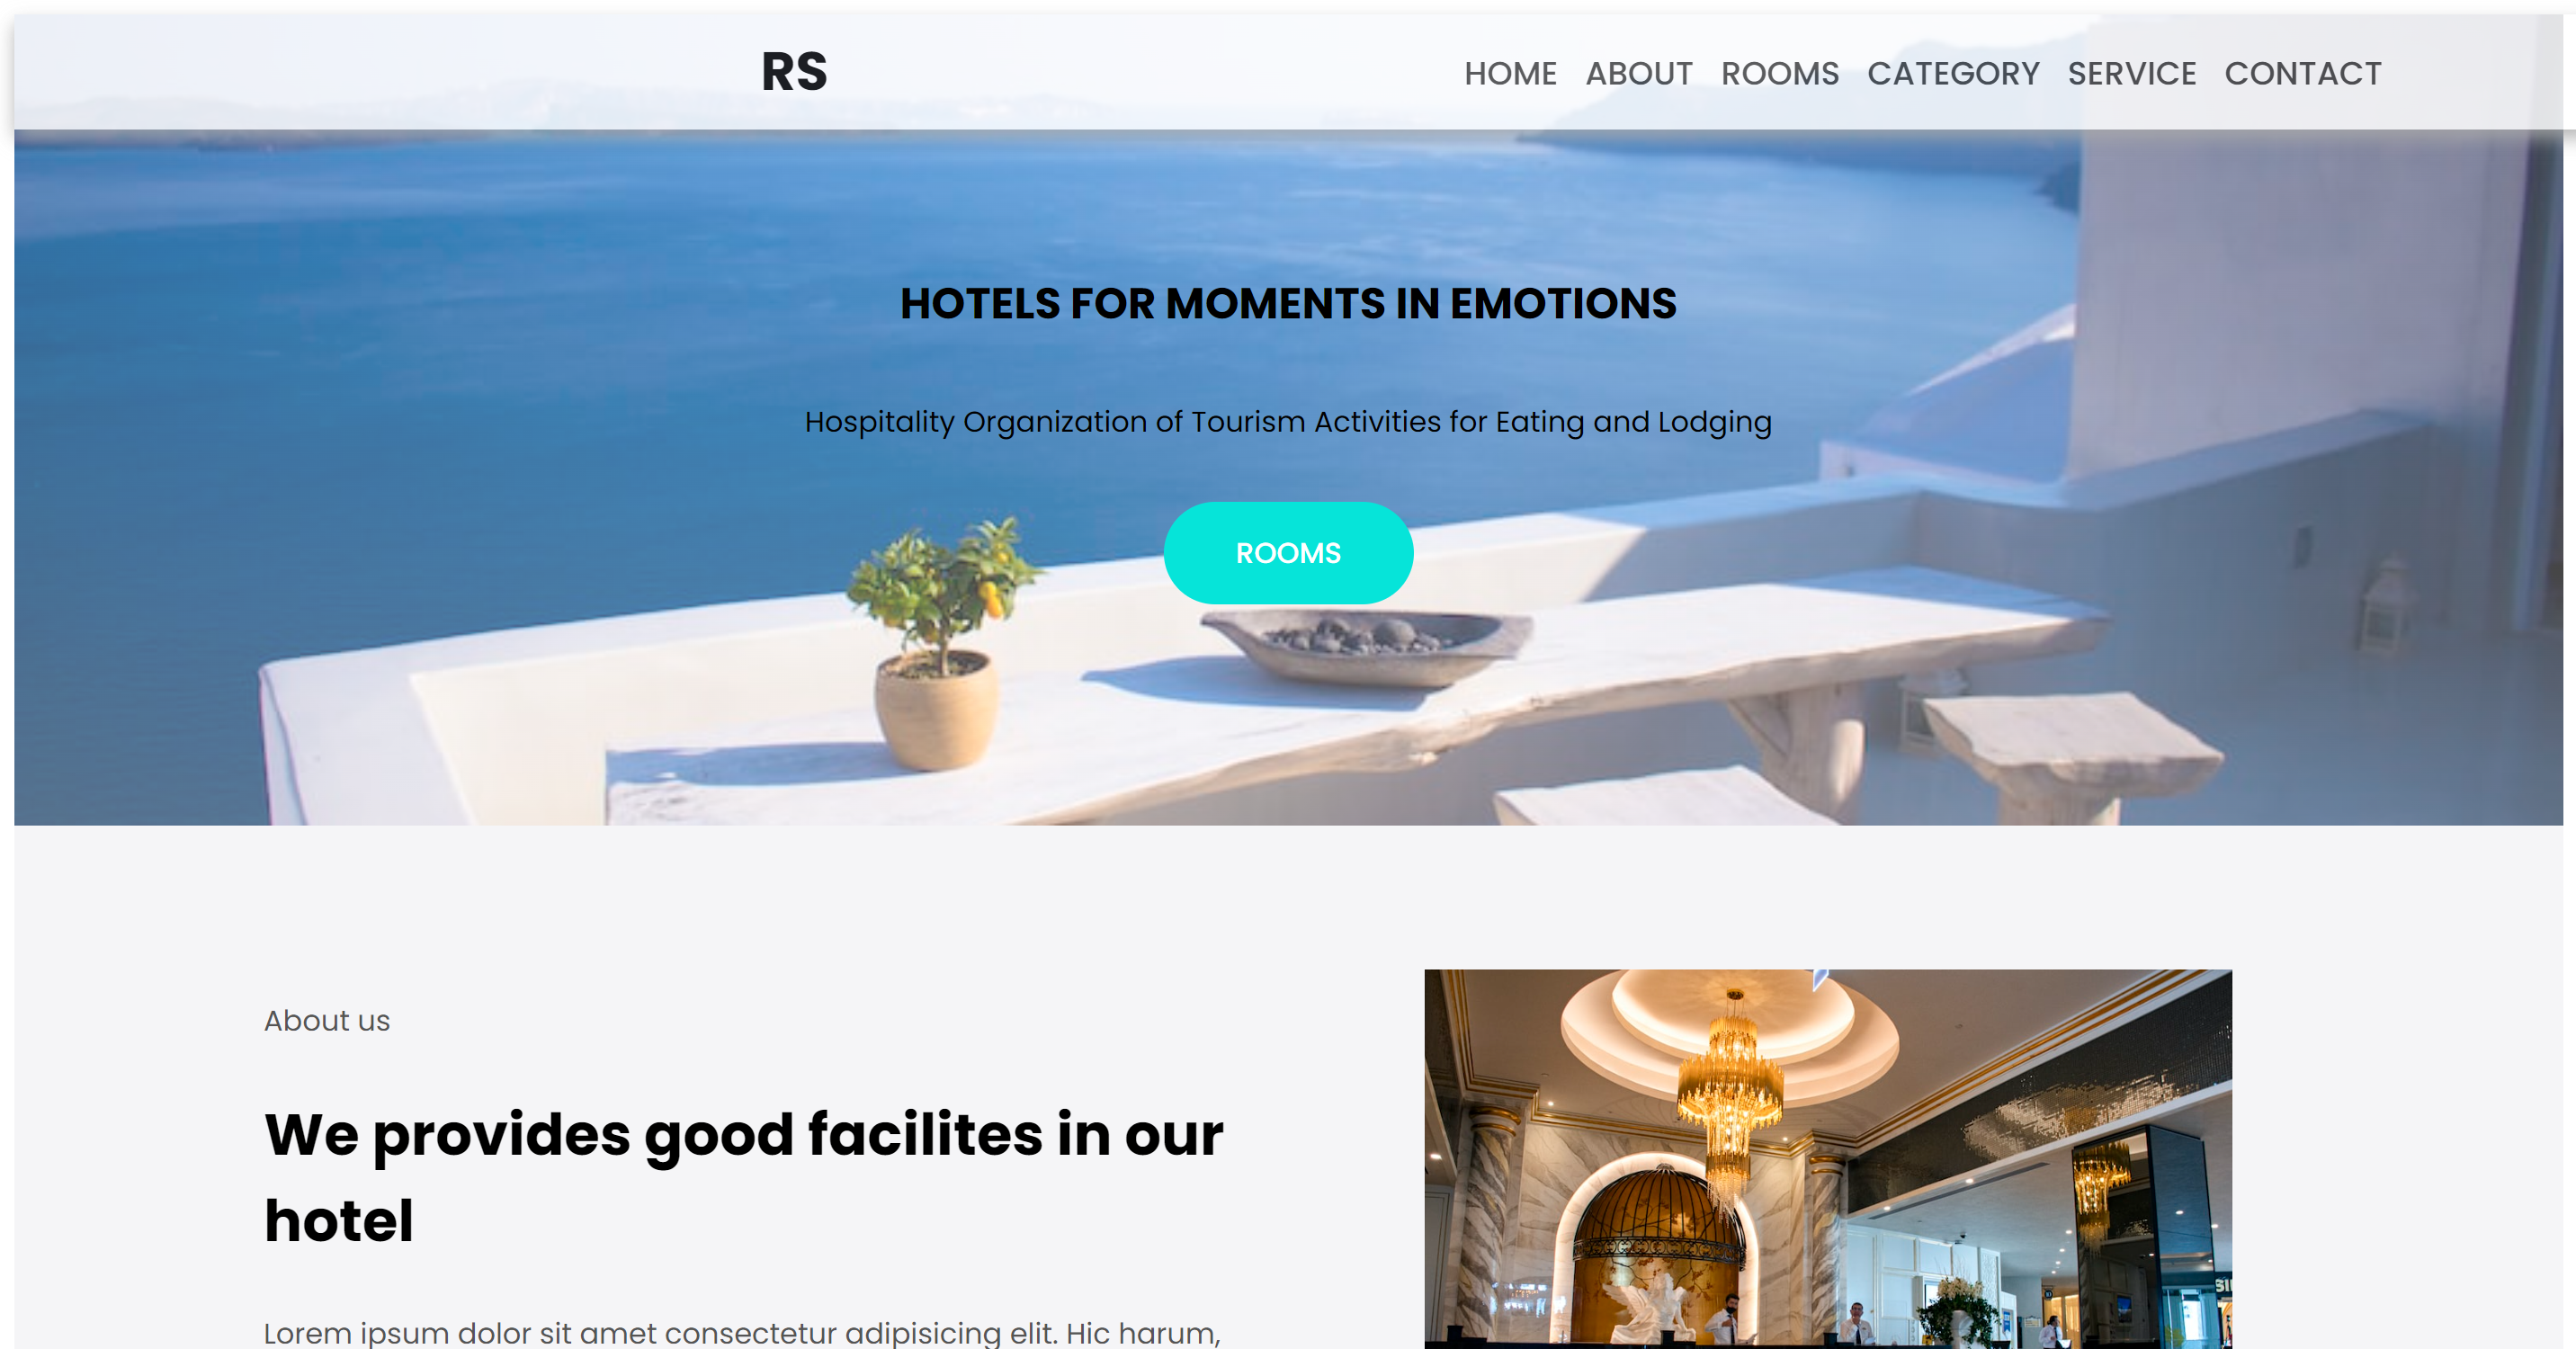 RS
HOME ABOUT ROOMS CATEGORY SERVICE CONTACT
HOTELS FOR MOMENTS IN EMOTIONS
Hospitality Organization of Tourism Activities for Eating and Lodging
ROOMS
About us
We provides good facilites in our
hotel
Lorem ipsum dolor sit amet consectetur adipisicing elit. Hic harum,